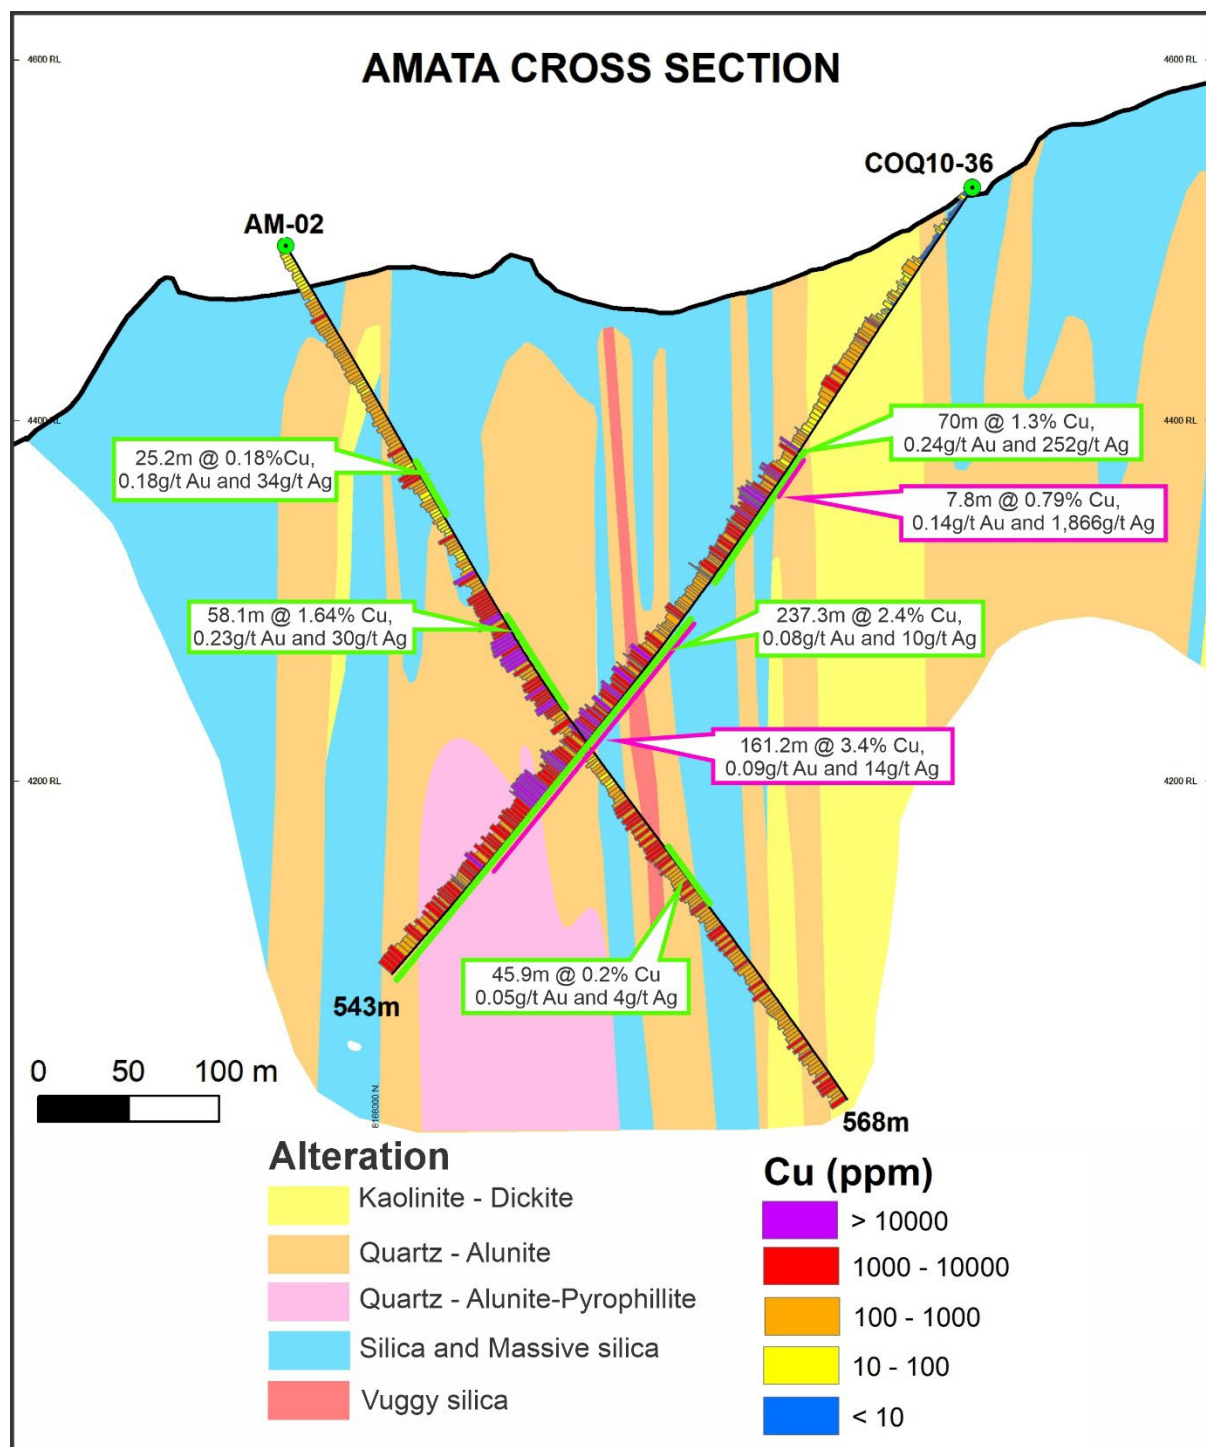 AMATA CROSS SECTION
4600 RL
4600 RL
COQ10-36
AM-02
4400 RL
4400 RL
70m @ 1.3% Cu,
0.24g/t Au and 252g/t Ag
25.2m @ 0.18%Cu,
0.18g/t Au and 34g/t Ag
7.8m @ 0.79% Cu,
0.14g/t Au and 1,866g/t Ag
58.1m @ 1.64% Cu,
0.23g/t Au and 30g/t Ag
237.3m @ 2.4% Cu,
0.08g/t Au and 10g/t Ag
161.2m @ 3.4% Cu,
0.09g/t Au and 14g/t Ag
4200 RL
4200 RL
45.9m @ 0.2% Cu
0.05g/t Au and 4g/t Ag
543m
0 50 100 m
6168300 N
568m
Alteration
Kaolinite - Dickite
Quartz - Alunite
Quartz - Alunite-Pyrophillite
Silica and Massive silica
Vuggy silica
Cu (ppm)
> 10000
1000 - 10000
100 - 1000
10 - 100
< 10